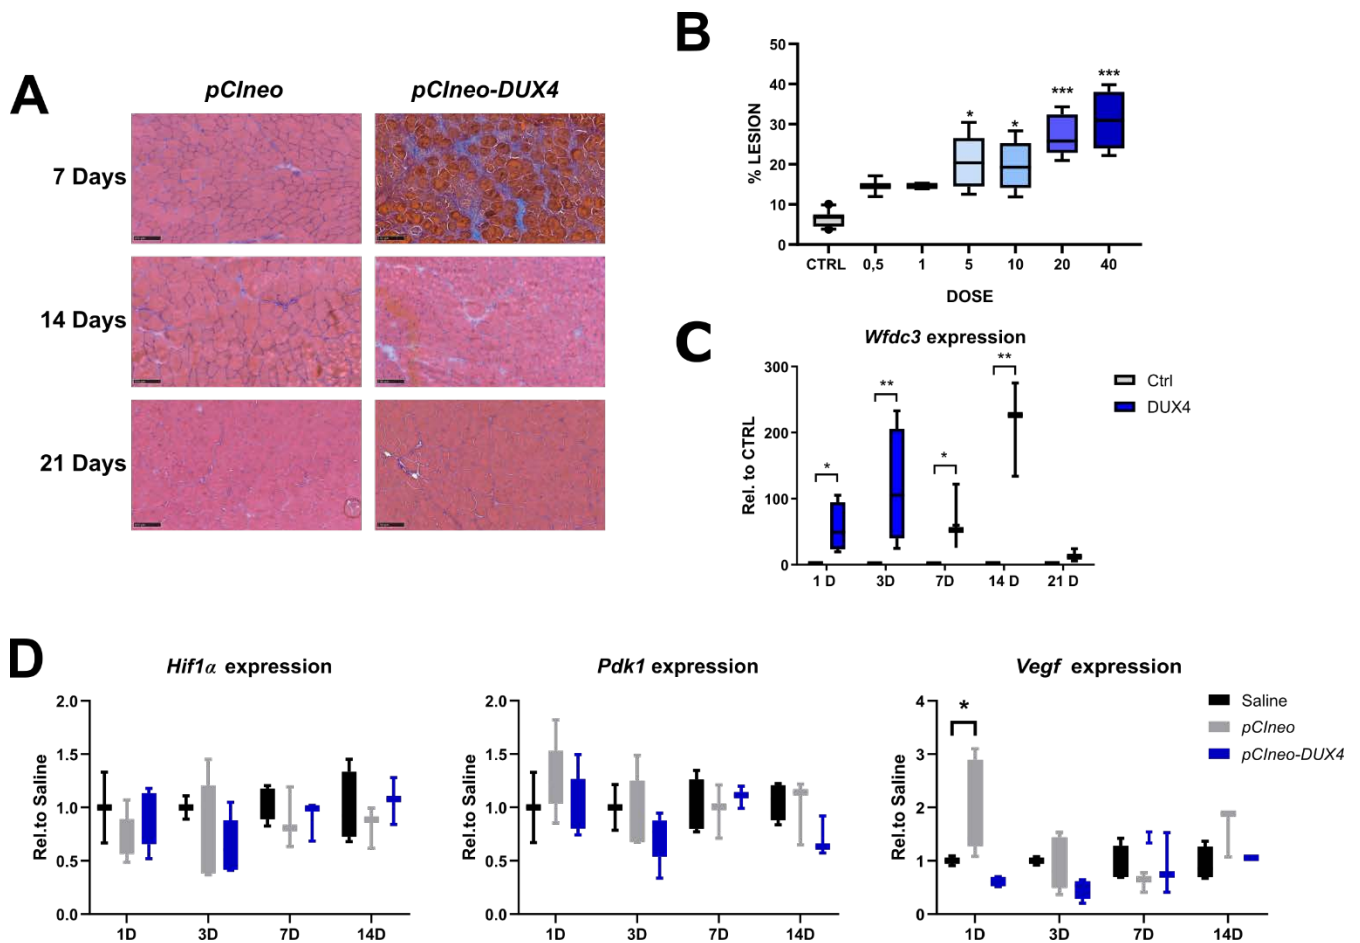 A
pCIneo
pCIneo-DUX4
7 Days
14 Days
21 Days
B
% LESION
50
40
30
20
10
0
* * *** ***
CTRL 0,5 1 5 10 20 40
DOSE
C
Wfdc3 expression
Rel. to CTRL
300
200
100
0
* ** * **
1 D 3D 7D 14 D 21 D
Ctrl
DUX4
D
Hif1α expression
Rel.to Saline
2.0
1.5
1.0
0.5
0.0
1D 3D 7D 14D
Pdk1 expression
Rel.to Saline
2.0
1.5
1.0
0.5
0.0
1D 3D 7D 14D
Vegf expression
Rel.to Saline
4
3
2
1
0
*
1D 3D 7D 14D
Saline
pCIneo
pCIneo-DUX4